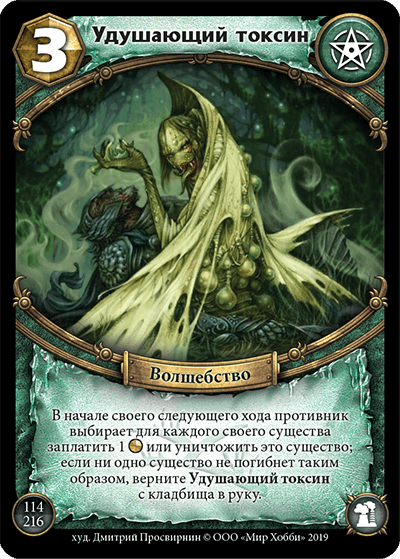 3
Удушающий токсин
Волшебство
В начале своего следующего хода противник
выбирает для каждого своего существа
заплатить 1 или уничтожить это существо;
если ни одно существо не погибнет таким
образом, верните Удушающий токсин
с кладбища в руку.
114
216
худ. Дмитрий Просвирнин © ООО «Мир Хобби» 2019